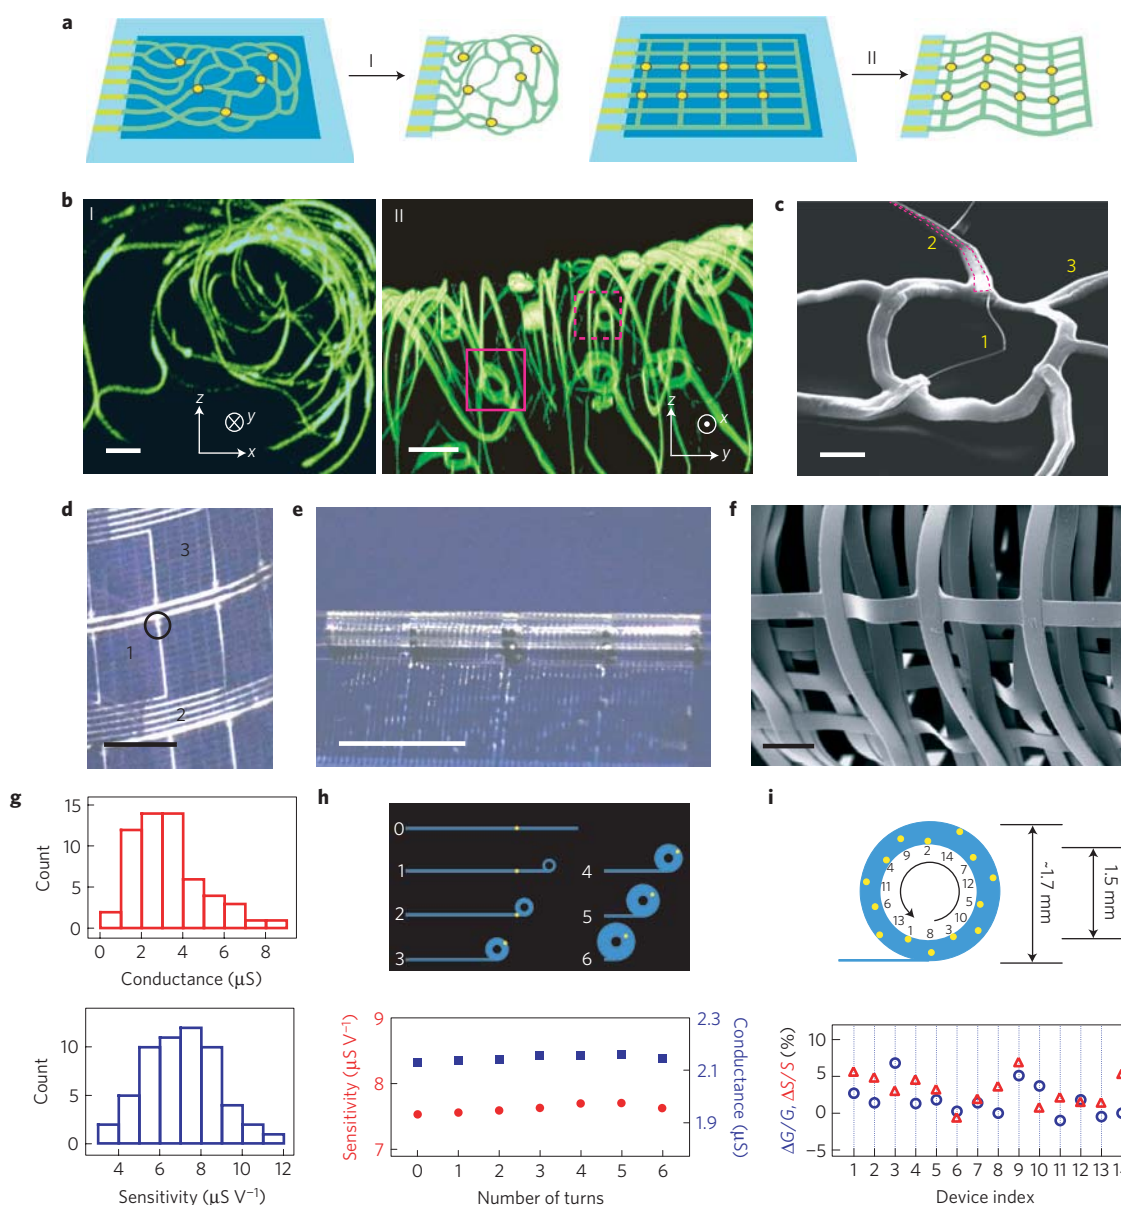 a
I
II
b
I
II
z
y
x
z
x
y
c
2
3
1
d
3
1
2
e
f
g
15
10
5
0
Count
0 2 4 6 8
Conductance (μS)
10
5
0
Count
4 6 8 10 12
Sensitivity (μS V⁻¹)
h
0
1
2
3
4
5
6
9
8
7
Sensitivity (μS V⁻¹)
2.3
2.1
1.9
Conductance (μS)
0 1 2 3 4 5 6
Number of turns
i
2
14
7
12
5
10
3
8
1
13
6
11
4
9
1.5 mm
~1.7 mm
10
5
0
−5
ΔG/G, ΔS/S (%)
1 2 3 4 5 6 7 8 9 10 11 12 13 14
Device index